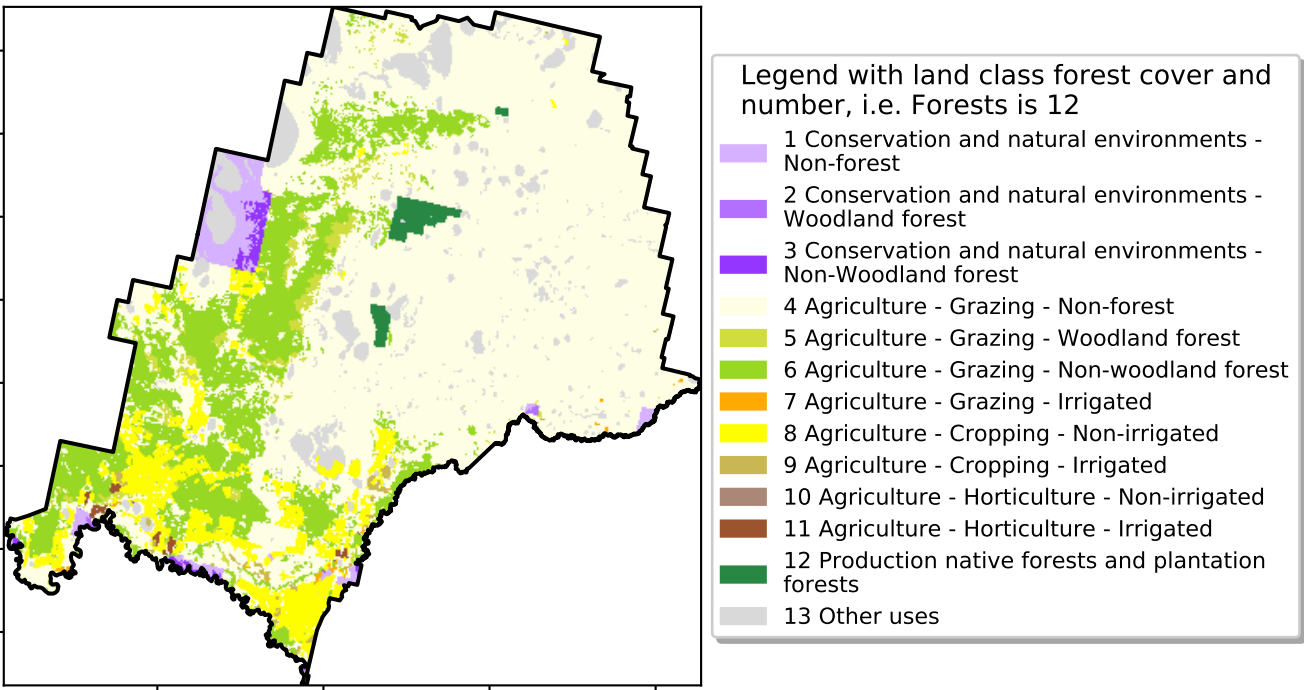 Legend with land class forest cover and
number, i.e. Forests is 12
1 Conservation and natural environments -
Non-forest
2 Conservation and natural environments -
Woodland forest
3 Conservation and natural environments -
Non-Woodland forest
4 Agriculture - Grazing - Non-forest
5 Agriculture - Grazing - Woodland forest
6 Agriculture - Grazing - Non-woodland forest
7 Agriculture - Grazing - Irrigated
8 Agriculture - Cropping - Non-irrigated
9 Agriculture - Cropping - Irrigated
10 Agriculture - Horticulture - Non-irrigated
11 Agriculture - Horticulture - Irrigated
12 Production native forests and plantation
forests
13 Other uses